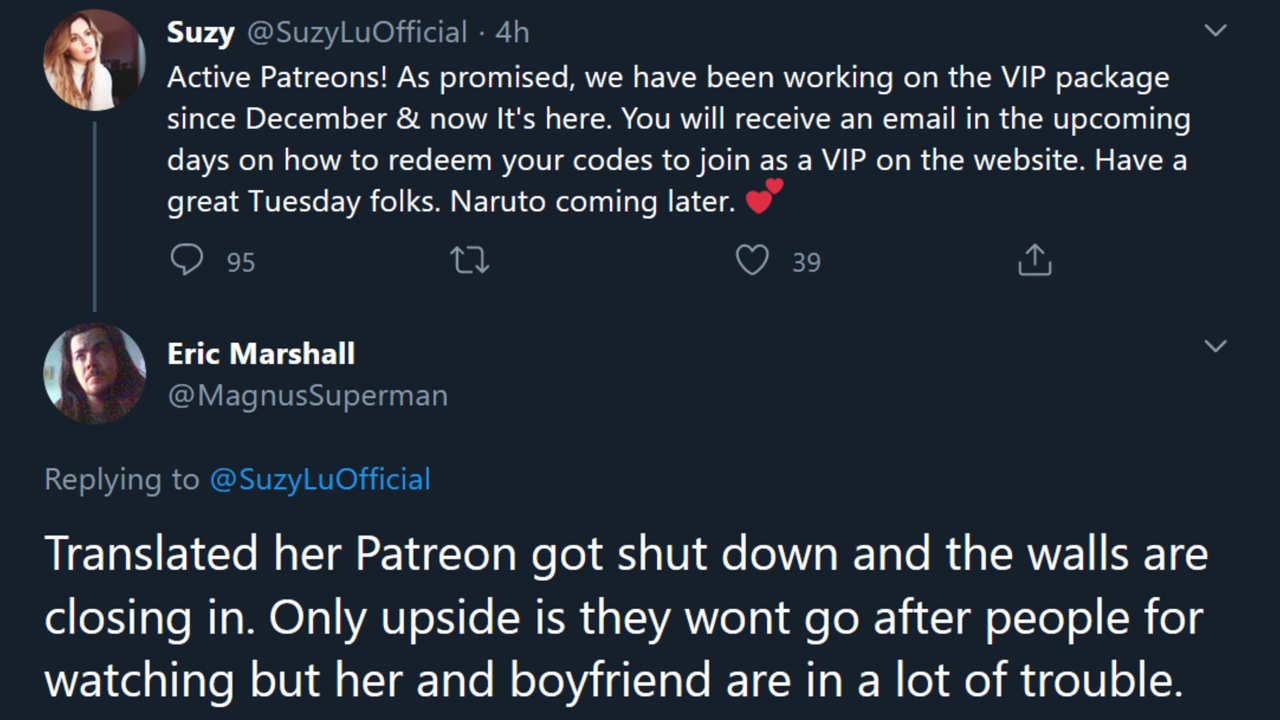 Suzy @SuzyLuOfficial · 4h
Active Patreons! As promised, we have been working on the VIP package
since December & now It's here. You will receive an email in the upcoming
days on how to redeem your codes to join as a VIP on the website. Have a
great Tuesday folks. Naruto coming later. 💕
95 39
Eric Marshall
@MagnusSuperman
Replying to @SuzyLuOfficial
Translated her Patreon got shut down and the walls are
closing in. Only upside is they wont go after people for
watching but her and boyfriend are in a lot of trouble.